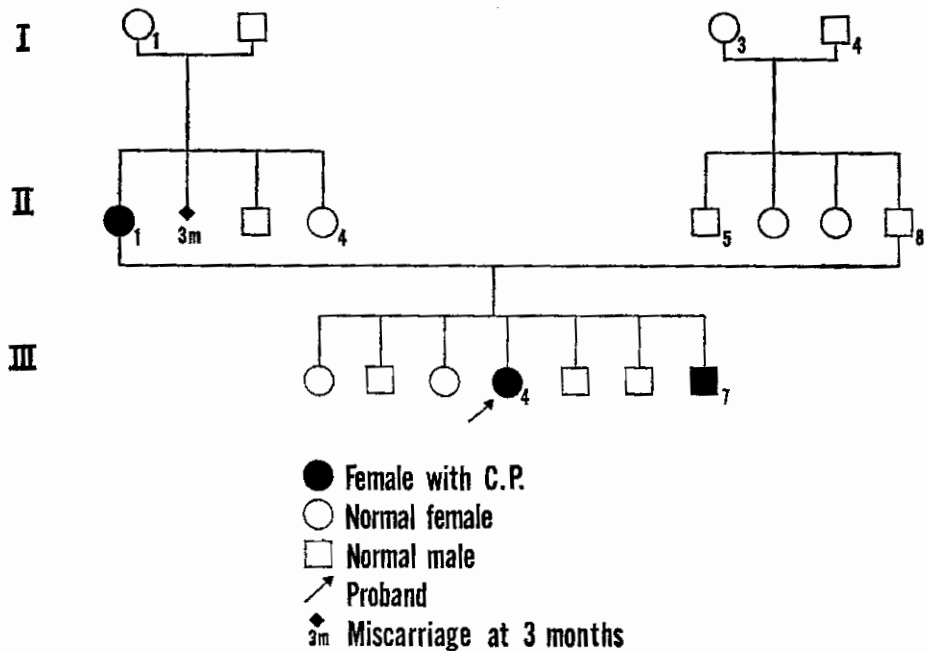 I
1
3
4
II
1
3m
4
5
8
III
4
7
Female with C.P.
Normal female
Normal male
Proband
3m Miscarriage at 3 months